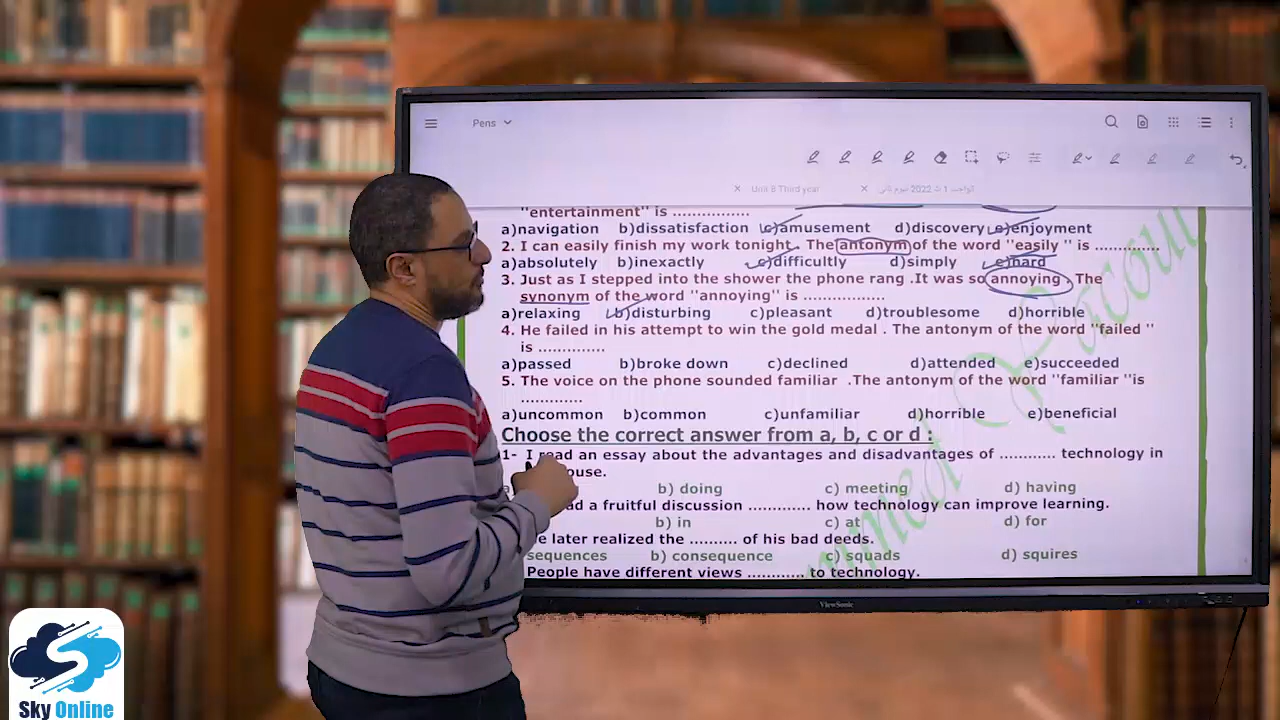 Pens
Unit 8 Third year
"entertainment" is ................
a)navigation b)dissatisfaction c)amusement d)discovery e)enjoyment
2. I can easily finish my work tonight . The antonym of the word "easily " is ..............
a)absolutely b)inexactly c)difficultly d)simply e)hard
3. Just as I stepped into the shower the phone rang .It was so annoying . The
synonym of the word "annoying" is .................
a)relaxing b)disturbing c)pleasant d)troublesome d)horrible
4. He failed in his attempt to win the gold medal . The antonym of the word "failed "
is ..............
a)passed b)broke down c)declined d)attended e)succeeded
5. The voice on the phone sounded familiar .The antonym of the word "familiar "is
.............
a)uncommon b)common c)unfamiliar d)horrible e)beneficial
Choose the correct answer from a, b, c or d :
1- I read an essay about the advantages and disadvantages of ............ technology in
ouse.
b) doing c) meeting d) having
ad a fruitful discussion ............ how technology can improve learning.
b) in c) at d) for
e later realized the ......... of his bad deeds.
sequences b) consequence c) squads d) squires
People have different views ............ to technology.
ViewSonic
Sky Online